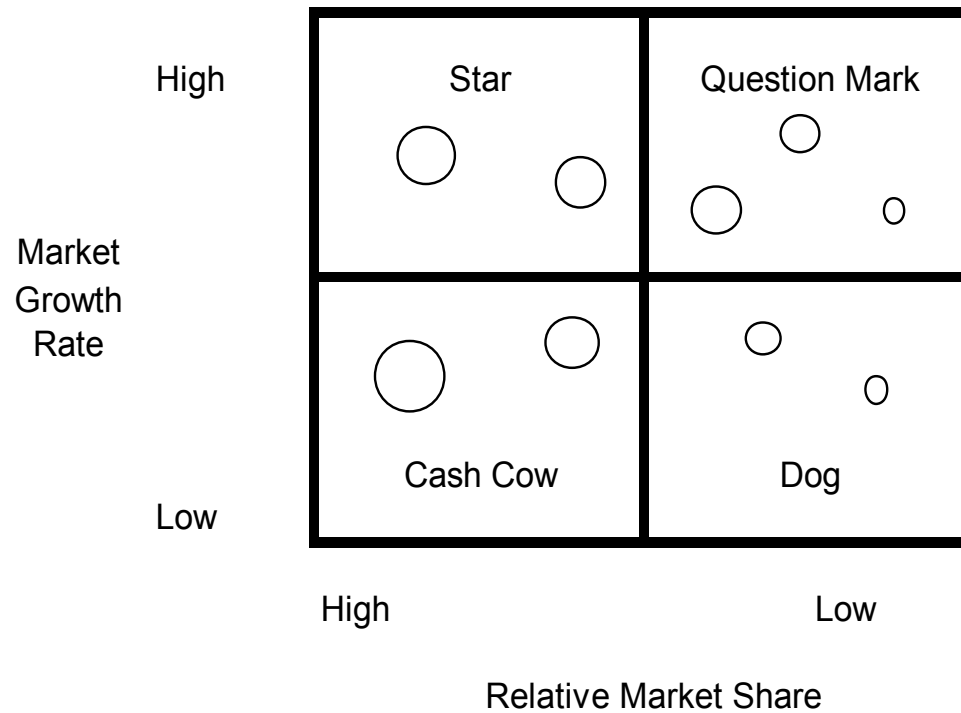 High
Star
Question Mark
Market
Growth
Rate
Cash Cow
Dog
Low
High
Low
Relative Market Share